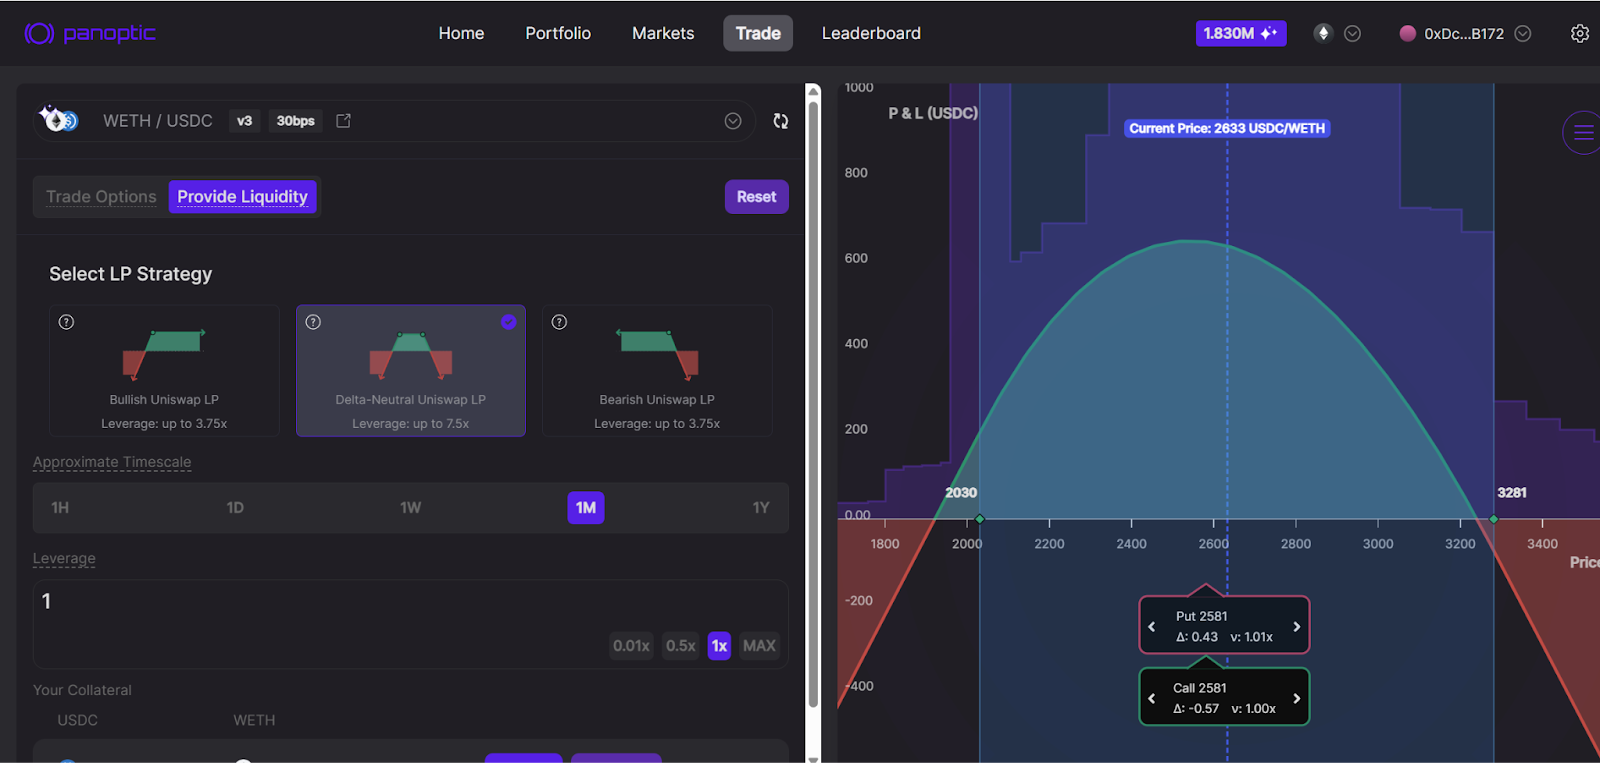 panoptic
Home Portfolio Markets Trade Leaderboard
1.830M
0xDc...B172
WETH / USDC v3 30bps
Trade Options Provide Liquidity Reset
Select LP Strategy
Bullish Uniswap LP
Leverage: up to 3.75x
Delta-Neutral Uniswap LP
Leverage: up to 7.5x
Bearish Uniswap LP
Leverage: up to 3.75x
Approximate Timescale
1H 1D 1W 1M 1Y
Leverage
1
0.01x 0.5x 1x MAX
Your Collateral
USDC WETH
1000
P & L (USDC)
Current Price: 2633 USDC/WETH
800
600
400
200
2030 3281
0.00
1800 2000 2200 2400 2600 2800 3000 3200 3400
Price
-200
Put 2581
Δ: 0.43 ν: 1.01x
-400
Call 2581
Δ: -0.57 ν: 1.00x